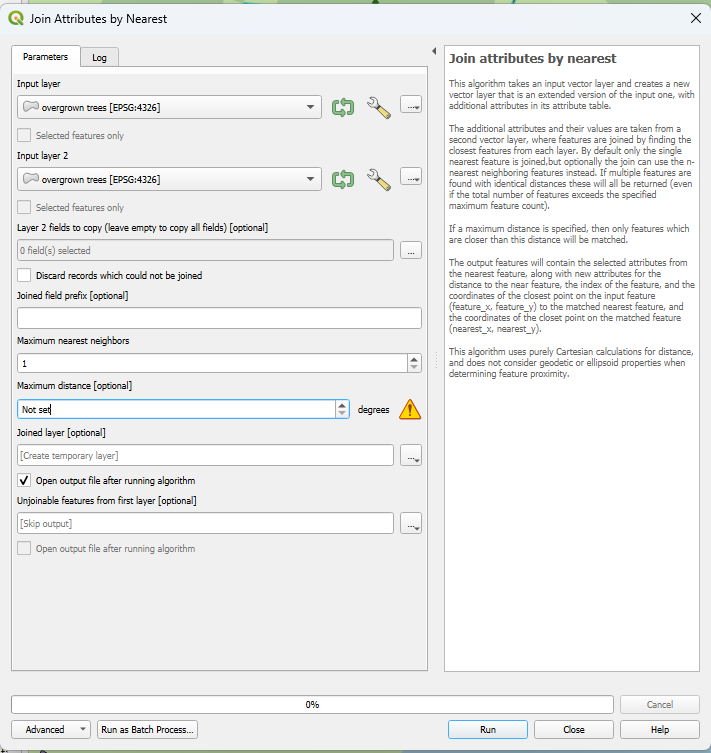 Join Attributes by Nearest
Parameters
Log
Input layer
overgrown trees [EPSG:4326]
...
Selected features only
Input layer 2
overgrown trees [EPSG:4326]
...
Selected features only
Layer 2 fields to copy (leave empty to copy all fields) [optional]
0 field(s) selected
...
Discard records which could not be joined
Joined field prefix [optional]
Maximum nearest neighbors
1
Maximum distance [optional]
Not set
degrees
Joined layer [optional]
[Create temporary layer]
...
Open output file after running algorithm
Unjoinable features from first layer [optional]
[Skip output]
...
Open output file after running algorithm
Join attributes by nearest
This algorithm takes an input vector layer and creates a new
vector layer that is an extended version of the input one, with
additional attributes in its attribute table.
The additional attributes and their values are taken from a
second vector layer, where features are joined by finding the
closest features from each layer. By default only the single
nearest feature is joined,but optionally the join can use the n-
nearest neighboring features instead. If multiple features are
found with identical distances these will all be returned (even
if the total number of features exceeds the specified
maximum feature count).
If a maximum distance is specified, then only features which
are closer than this distance will be matched.
The output features will contain the selected attributes from
the nearest feature, along with new attributes for the
distance to the near feature, the index of the feature, and the
coordinates of the closest point on the input feature
(feature_x, feature_y) to the matched nearest feature, and
the coordinates of the closet point on the matched feature
(nearest_x, nearest_y).
This algorithm uses purely Cartesian calculations for distance,
and does not consider geodetic or ellipsoid properties when
determining feature proximity.
0%
Cancel
Advanced
Run as Batch Process...
Run
Close
Help